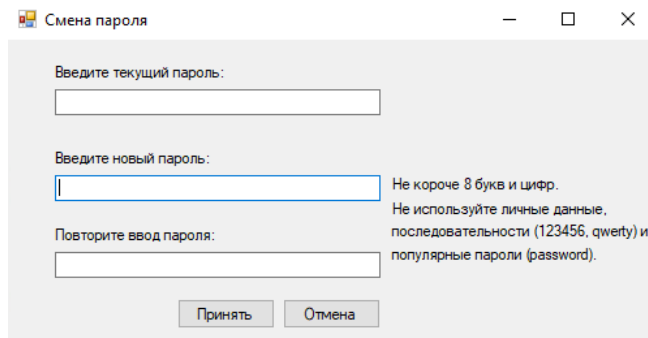 Смена пароля
Введите текущий пароль:
Введите новый пароль:
Не короче 8 букв и цифр.
Не используйте личные данные,
последовательности (123456, qwerty) и
популярные пароли (password).
Повторите ввод пароля:
Принять
Отмена